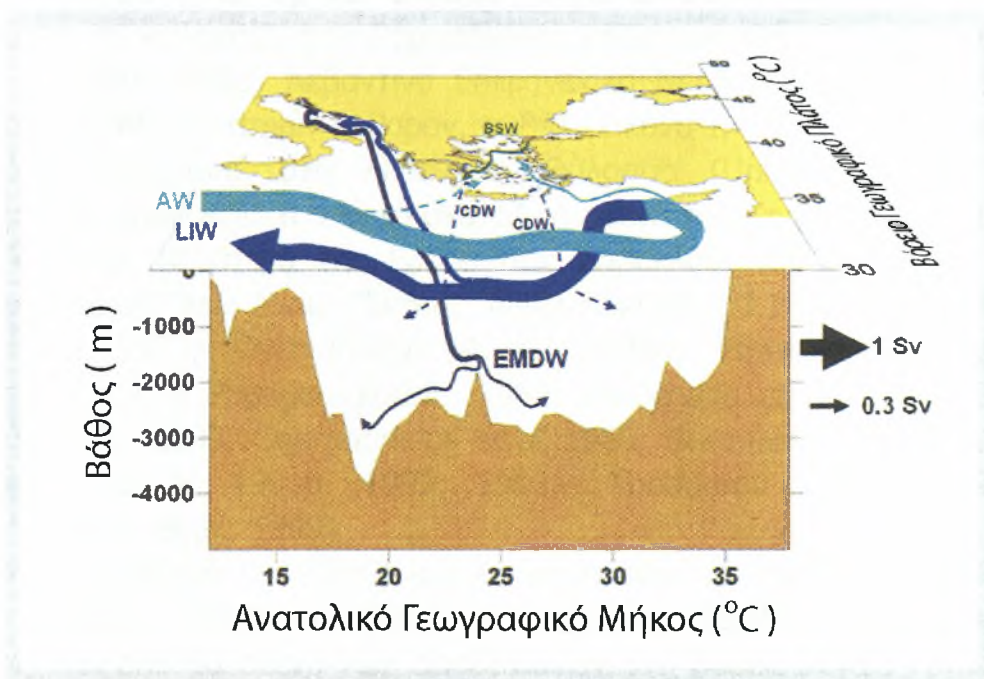 BSW
AW
LIW
CDW
CDW
EMDW
Βόρειο Γεωγραφικό Πλάτος (°C)
50
45
40
35
30
0
-1000
-2000
-3000
-4000
Βάθος ( m )
1 Sv
0.3 Sv
15 20 25 30 35
Ανατολικό Γεωγραφικό Μήκος (°C )